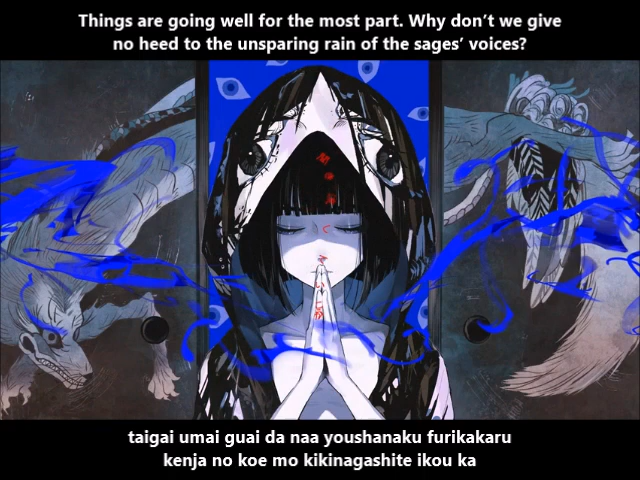 Things are going well for the most part. Why don't we give
no heed to the unsparing rain of the sages' voices?
taigai umai guai da naa youshanaku furikakaru
kenja no koe mo kikinagashite ikou ka